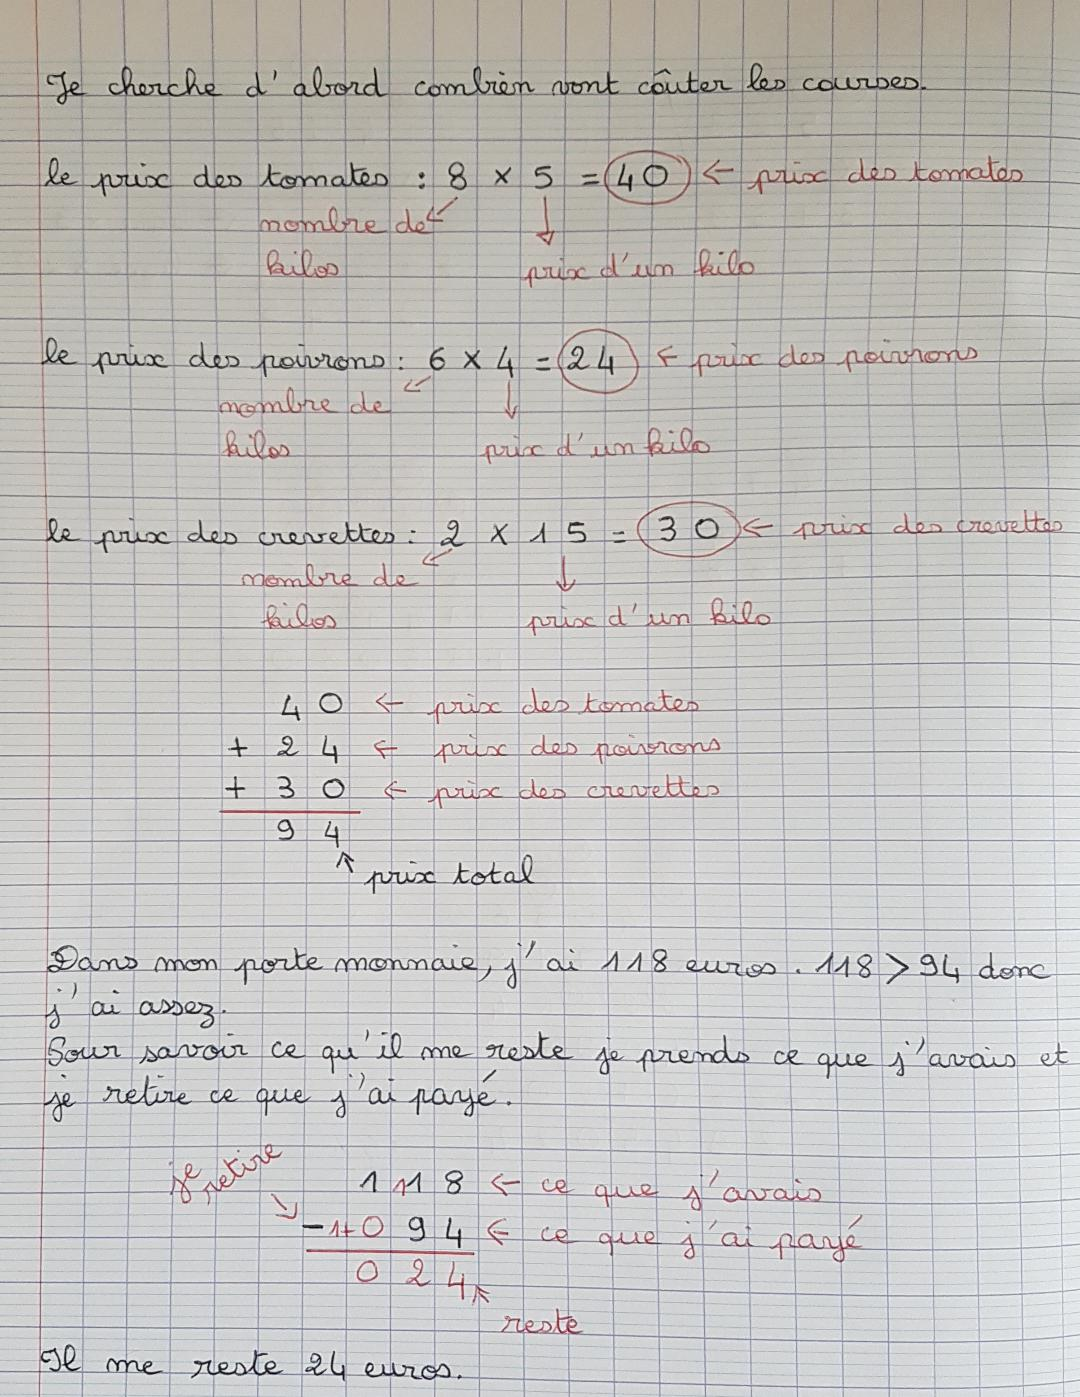 Je cherche d'abord combien vont coûter les courses.
le prix des tomates : 8 x 5 = 40 ← prix des tomates
nombre de ↙ ↓
kilos prix d'un kilo
le prix des poivrons : 6 x 4 = 24 ← prix des poivrons
nombre de ↙ ↓
kilos prix d'un kilo
le prix des crevettes : 2 x 15 = 30 ← prix des crevettes
nombre de ↙ ↓
kilos prix d'un kilo
40 ← prix des tomates
+ 24 ← prix des poivrons
+ 30 ← prix des crevettes
94
↖ prix total
Dans mon porte monnaie, j'ai 118 euros. 118 > 94 donc
j'ai assez.
Pour savoir ce qu'il me reste je prends ce que j'avais et
je retire ce que j'ai payé.
je retire ↘
1118 ← ce que j'avais
- 1+094 ← ce que j'ai payé
024
↖ reste
Il me reste 24 euros.